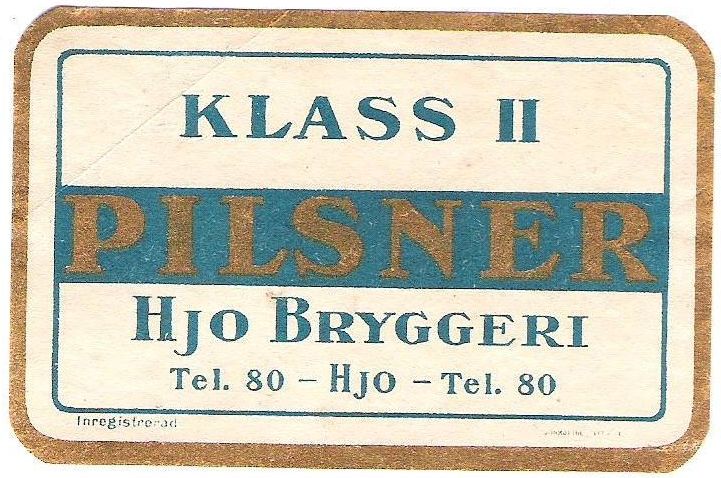 KLASS II
PILSNER
HJO BRYGGERI
Tel. 80 – HJO – Tel. 80
Inregistrerad